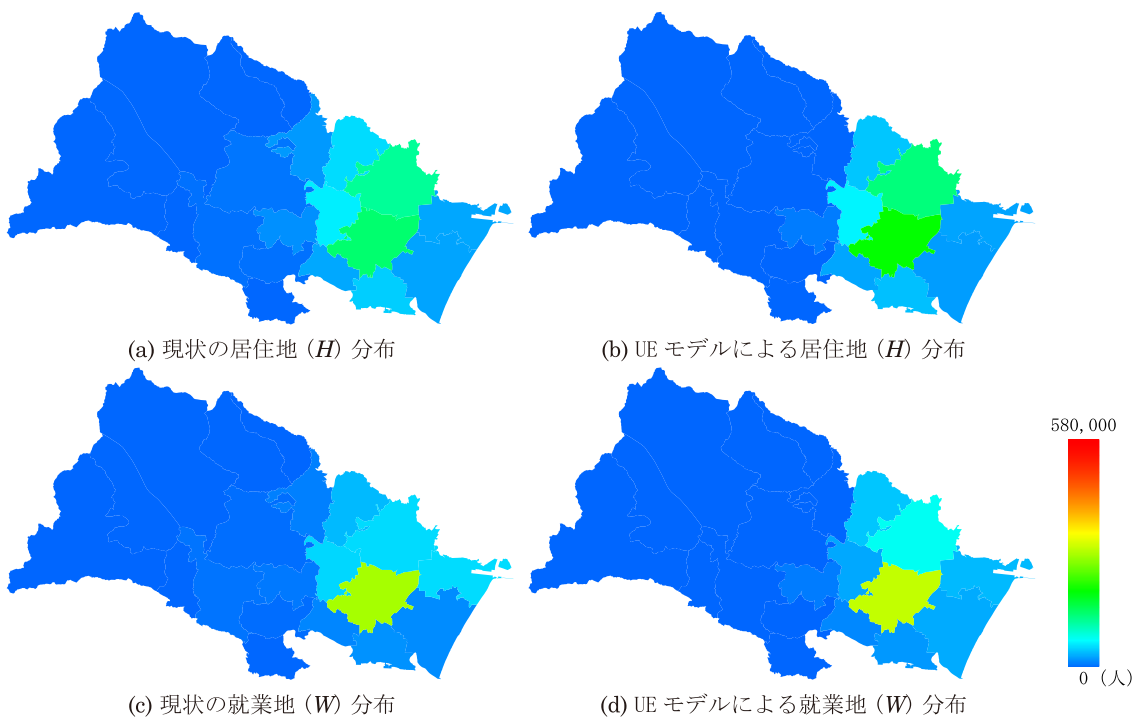 (a) 現状の居住地 (H) 分布
(b) UE モデルによる居住地 (H) 分布
580,000
0 (人)
(c) 現状の就業地 (W) 分布
(d) UE モデルによる就業地 (W) 分布